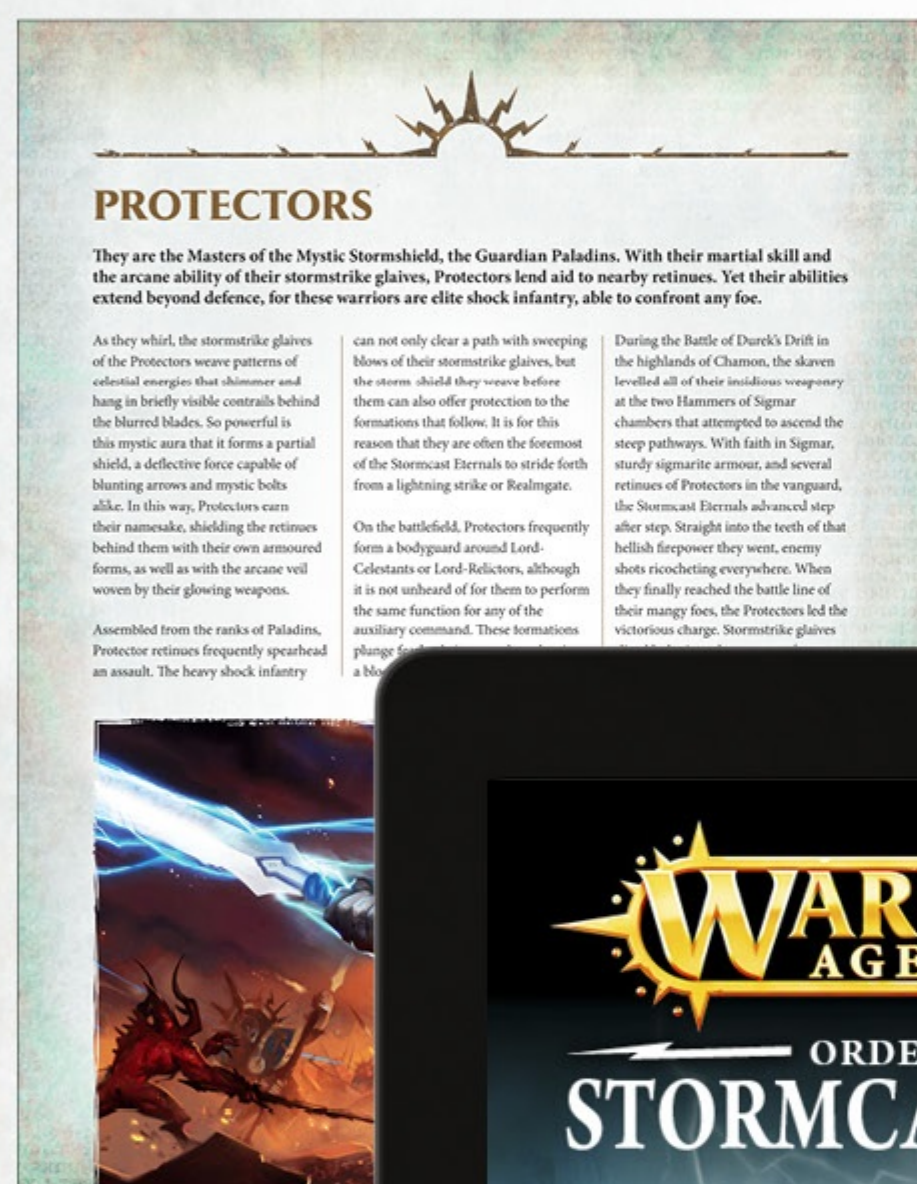 PROTECTORS
They are the Masters of the Mystic Stormshield, the Guardian Paladins. With their martial skill and
the arcane ability of their stormstrike glaives, Protectors lend aid to nearby retinues. Yet their abilities
extend beyond defence, for these warriors are elite shock infantry, able to confront any foe.
As they whirl, the stormstrike glaives
of the Protectors weave patterns of
celestial energies that shimmer and
hang in briefly visible contrails behind
the blurred blades. So powerful is
this mystic aura that it forms a partial
shield, a deflective force capable of
blunting arrows and mystic bolts
alike. In this way, Protectors earn
their namesake, shielding the retinues
behind them with their own armoured
forms, as well as with the arcane veil
woven by their glowing weapons.
Assembled from the ranks of Paladins,
Protector retinues frequently spearhead
an assault. The heavy shock infantry
can not only clear a path with sweeping
blows of their stormstrike glaives, but
the storm-shield they weave before
them can also offer protection to the
formations that follow. It is for this
reason that they are often the foremost
of the Stormcast Eternals to stride forth
from a lightning strike or Realmgate.
On the battlefield, Protectors frequently
form a bodyguard around Lord-
Celestants or Lord-Relictors, although
it is not unheard of for them to perform
the same function for any of the
auxiliary command. These formations
plunge
a
During the Battle of Durek's Drift in
the highlands of Chamon, the skaven
levelled all of their insidious weaponry
at the two Hammers of Sigmar
chambers that attempted to ascend the
steep pathways. With faith in Sigmar,
sturdy sigmarite armour, and several
retinues of Protectors in the vanguard,
the Stormcast Eternals advanced step
after step. Straight into the teeth of that
hellish firepower they went, enemy
shots ricocheting everywhere. When
they finally reached the battle line of
their mangy foes, the Protectors led the
victorious charge. Stormstrike glaives
WAR
AGE
ORDE
STORMCA